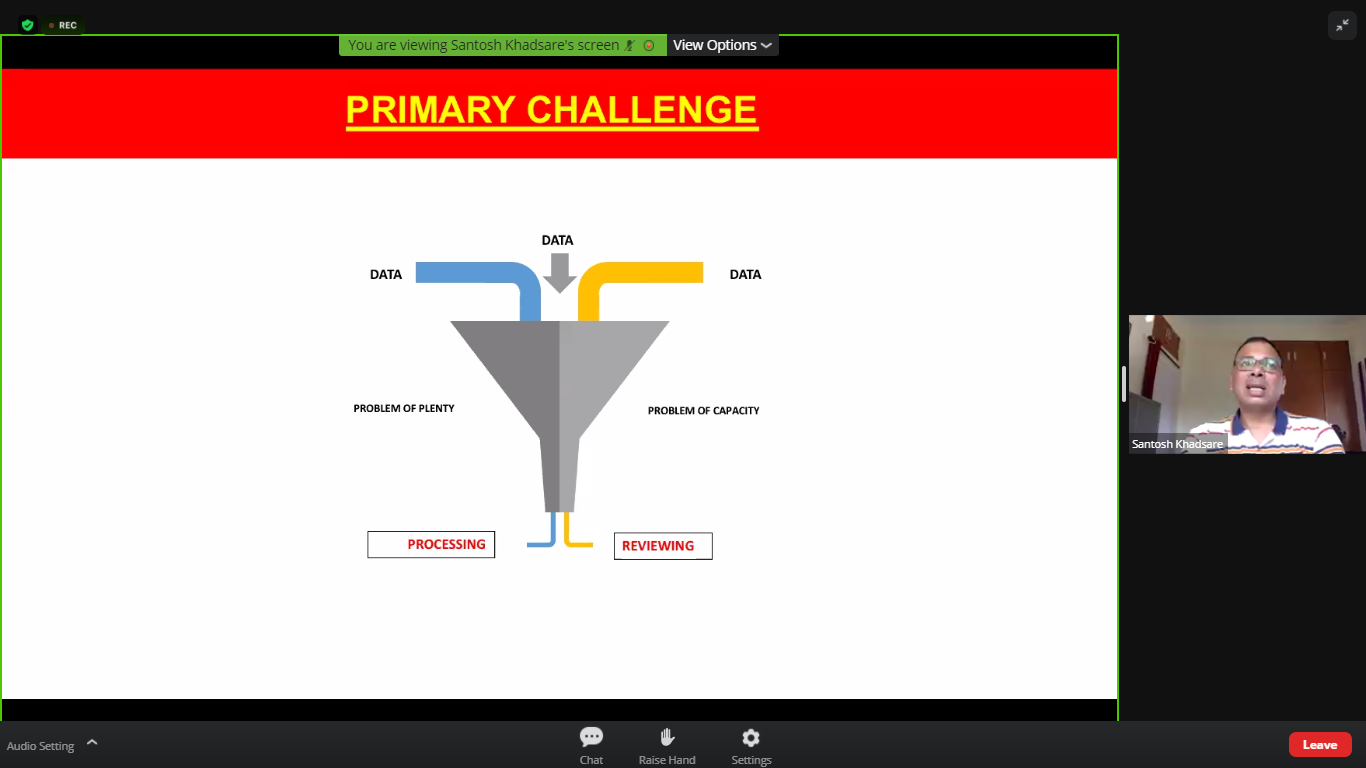 REC
You are viewing Santosh Khadsare's screen
View Options
PRIMARY CHALLENGE
DATA
DATA
DATA
PROBLEM OF PLENTY
PROBLEM OF CAPACITY
PROCESSING
REVIEWING
Santosh Khadsare
Audio Setting
Chat
Raise Hand
Settings
Leave